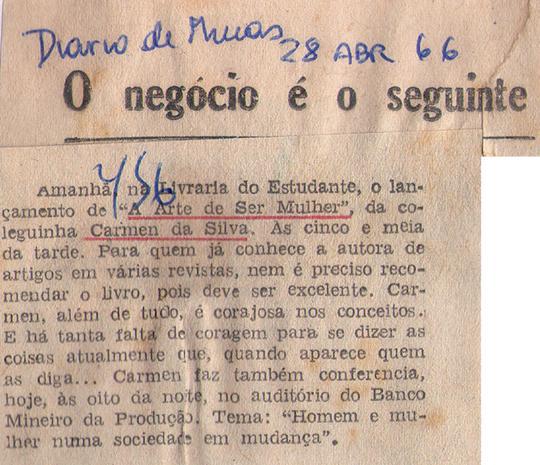 Diario de Minas 28 ABR 66
O negócio é o seguinte
456
Amanhã, na Livraria do Estudante, o lan-
çamento de "A Arte de Ser Mulher", da co-
leguinha Carmen da Silva. Às cinco e meia
da tarde. Para quem já conhece a autora de
artigos em várias revistas, nem é preciso reco-
mendar o livro, pois deve ser excelente. Car-
men, além de tudo, é corajosa nos conceitos.
E há tanta falta de coragem para se dizer as
coisas atualmente que, quando aparece quem
as diga... Carmen faz também conferencia,
hoje, às oito da noite, no auditório do Banco
Mineiro da Produção. Tema: "Homem e mu-
lher numa sociedade em mudança".